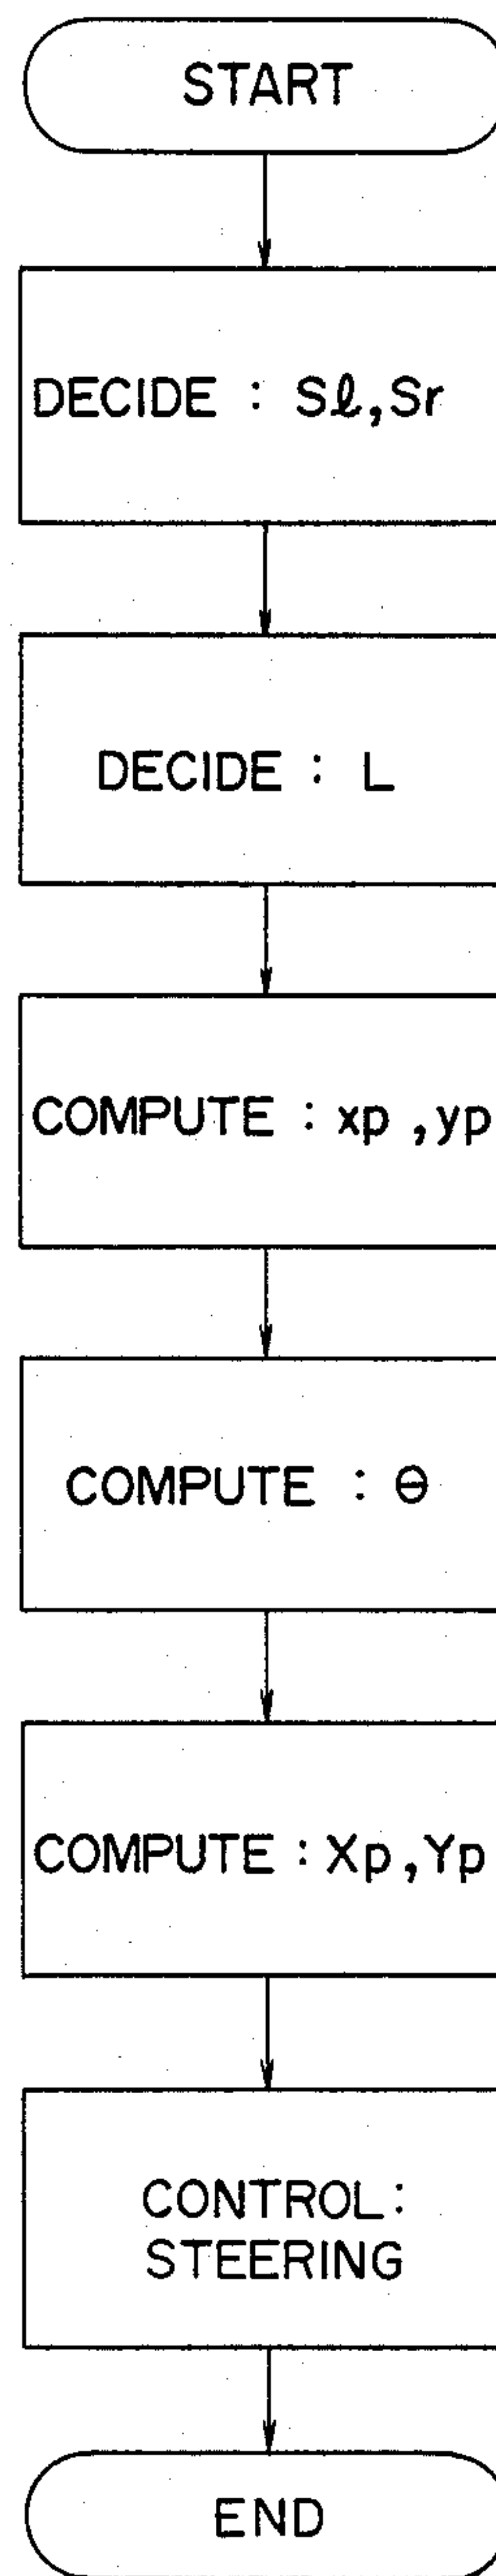 START
DECIDE : Sℓ,Sr
DECIDE : L
COMPUTE : xp ,yp
COMPUTE : θ
COMPUTE : Xp,Yp
CONTROL:
STEERING
END